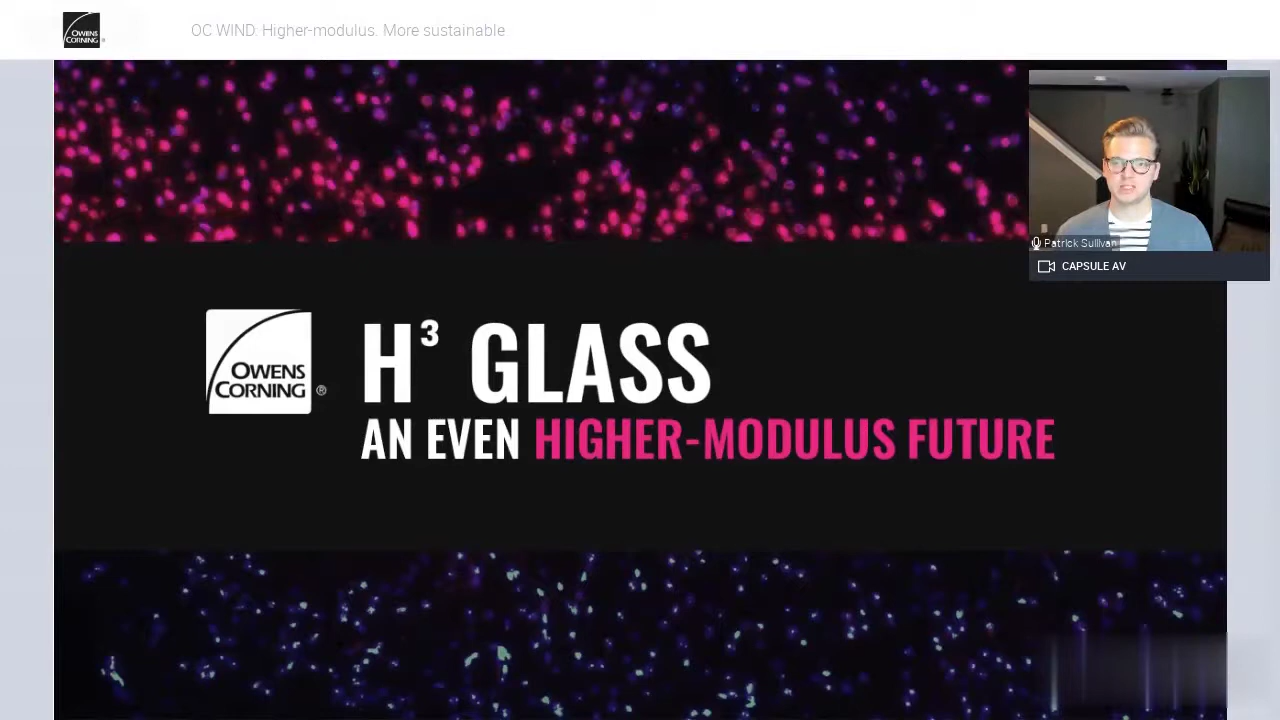 OWENS
CORNING
®
OC WIND: Higher-modulus. More sustainable
Patrick Sullivan
CAPSULE AV
OWENS
CORNING
®
H³ GLASS
AN EVEN HIGHER-MODULUS FUTURE